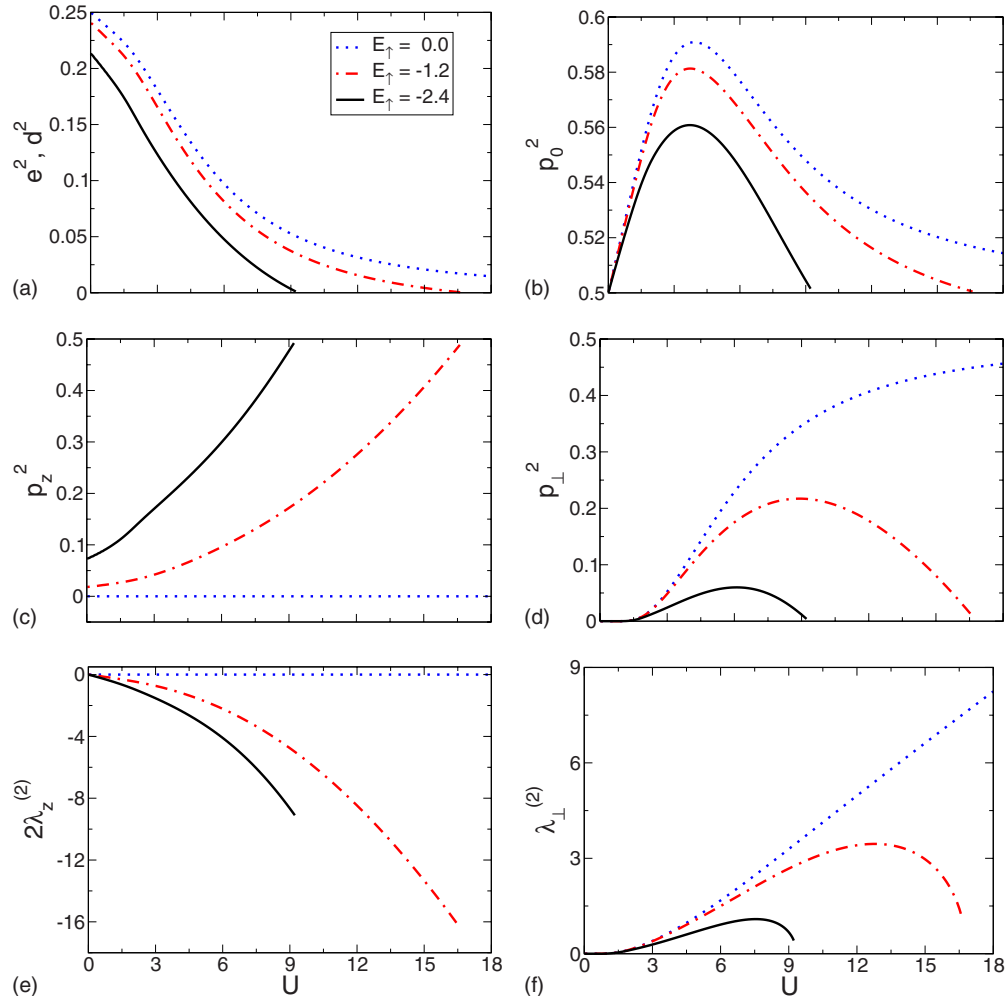 0.25
0.2
0.15
0.1
0.05
0
e², d²
(a)
E↑ = 0.0
E↑ = -1.2
E↑ = -2.4
0.6
0.58
0.56
0.54
0.52
0.5
p₀²
(b)
0.5
0.4
0.3
0.2
0.1
0
p_z²
(c)
0.5
0.4
0.3
0.2
0.1
0
p⊥²
(d)
0
-4
-8
-12
-16
2λ_z⁽²⁾
0 3 6 9 12 15 18
(e)
U
9
6
3
0
λ⊥⁽²⁾
0 3 6 9 12 15 18
(f)
U